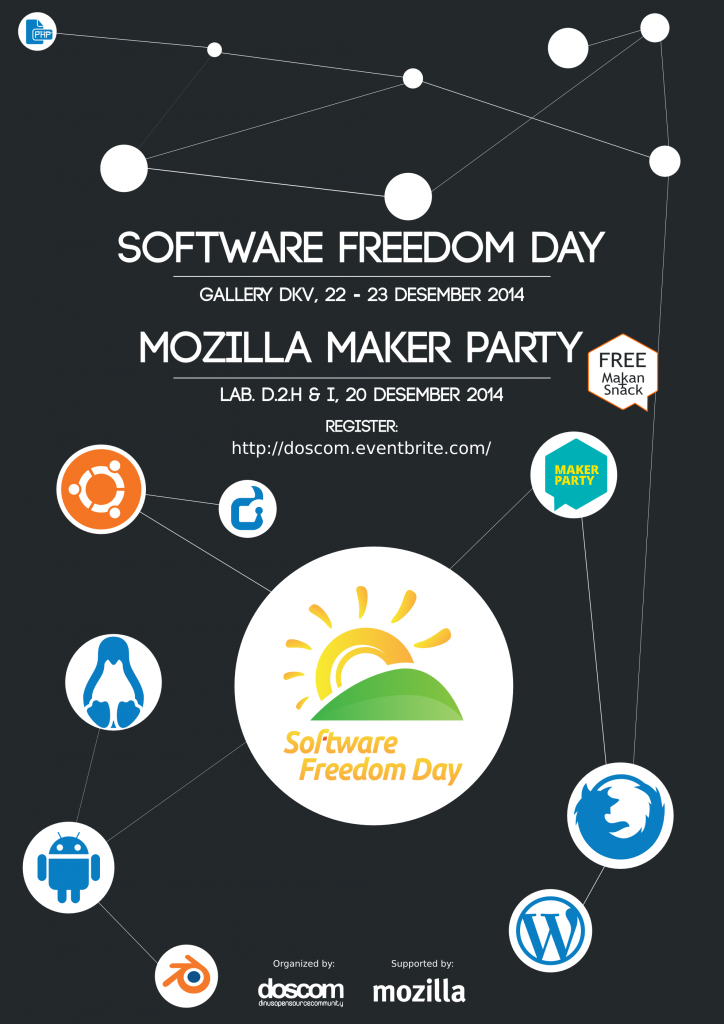 PHP
SOFTWARE FREEDOM DAY
GALLERY DKV, 22 - 23 DESEMBER 2014
MOZILLA MAKER PARTY
FREE
Makan
Snack
LAB. D.2.H & I, 20 DESEMBER 2014
REGISTER:
http://doscom.eventbrite.com/
MAKER
PARTY
Software
Freedom Day
Organized by:
doscom
dinusopensourcecommunity
Supported by:
mozilla